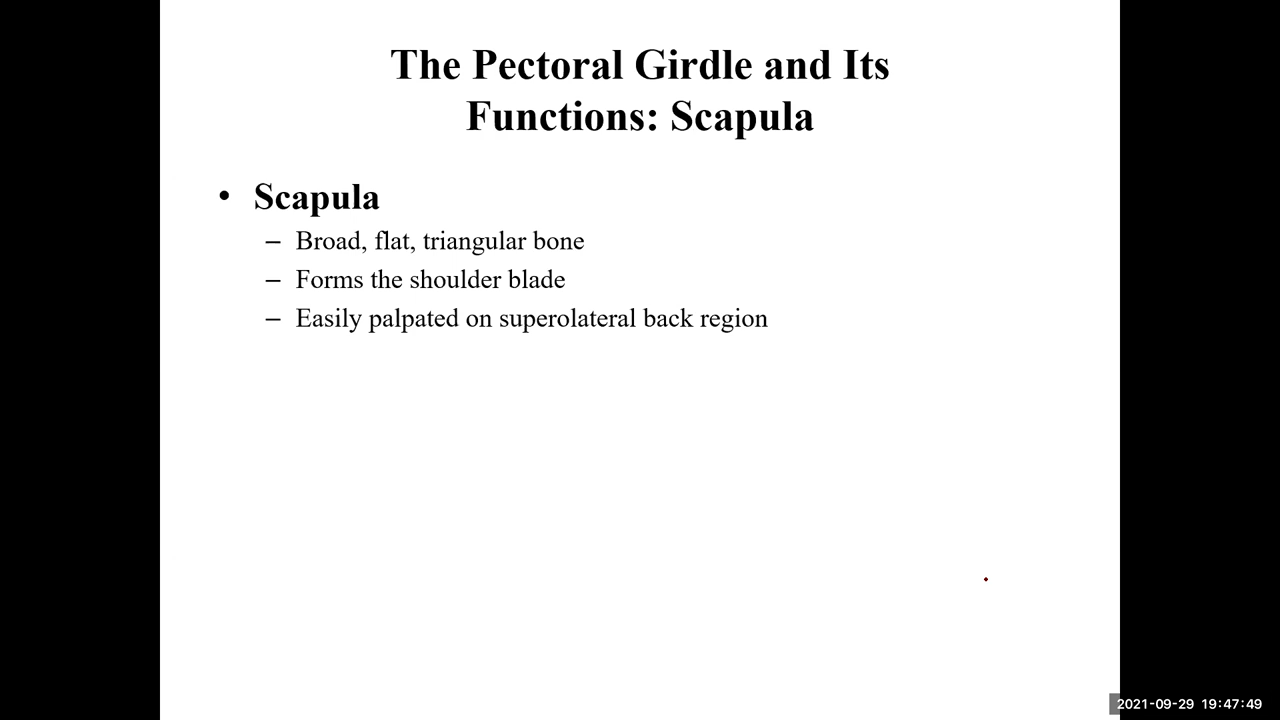 The Pectoral Girdle and Its
Functions: Scapula
• Scapula
– Broad, flat, triangular bone
– Forms the shoulder blade
– Easily palpated on superolateral back region
2021-09-29 19:47:49